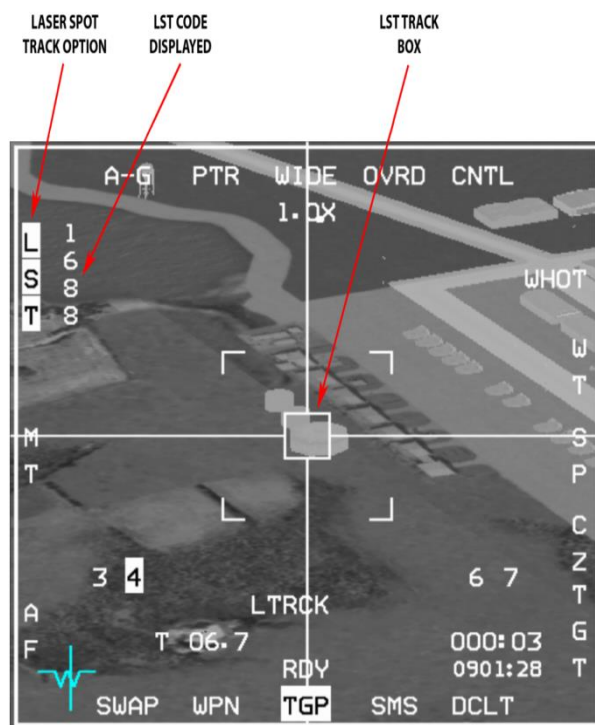 LASER SPOT
TRACK OPTION
LST CODE
DISPLAYED
LST TRACK
BOX
A-G PTR WIDE OVRD CNTL
1.0X
L 1
S 6
T 8
8
WHOT
W
T
S
P
M
T
C
Z
T
G
T
3 4
6 7
LTRCK
A
F
T 06.7
000:03
RDY
0901:28
SWAP WPN TGP SMS DCLT